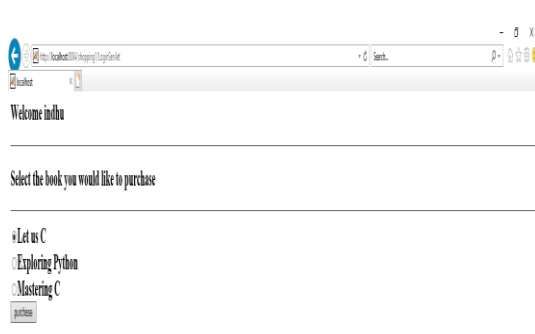 http://localhost:8084/shopping1/LoginServlet
Search...
localhost
Welcome indhu
Select the book you would like to purchase
Let us C
Exploring Python
Mastering C
purchase